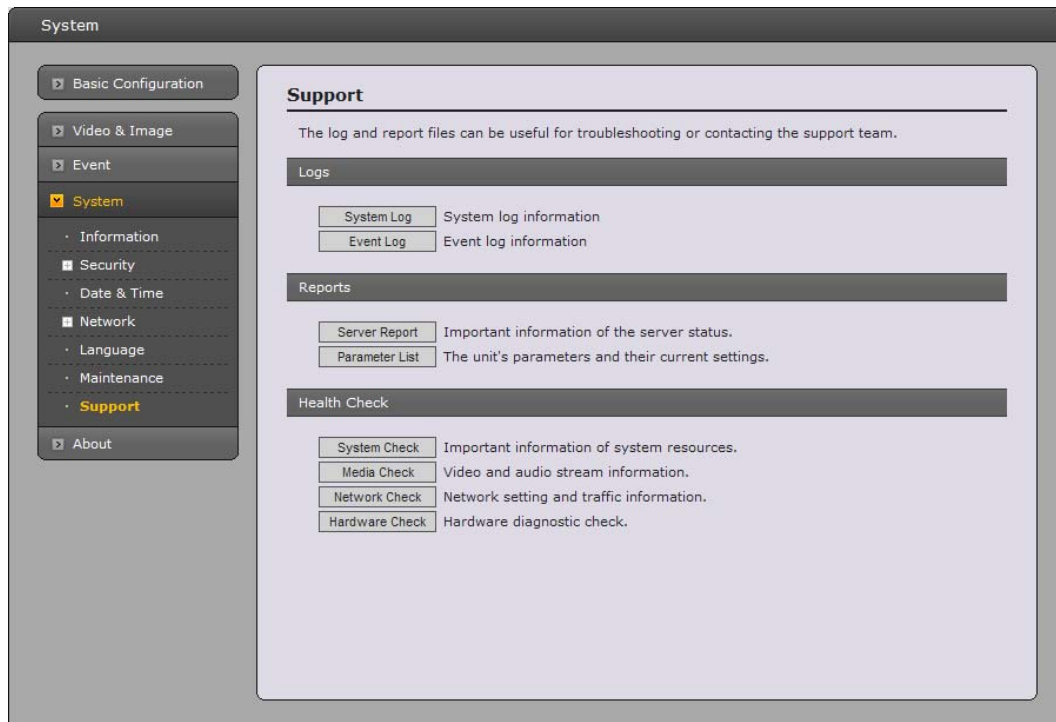 System
Basic Configuration
Video & Image
Event
System
· Information
Security
· Date & Time
Network
· Language
· Maintenance
· Support
About
Support
The log and report files can be useful for troubleshooting or contacting the support team.
Logs
System Log System log information
Event Log Event log information
Reports
Server Report Important information of the server status.
Parameter List The unit's parameters and their current settings.
Health Check
System Check Important information of system resources.
Media Check Video and audio stream information.
Network Check Network setting and traffic information.
Hardware Check Hardware diagnostic check.